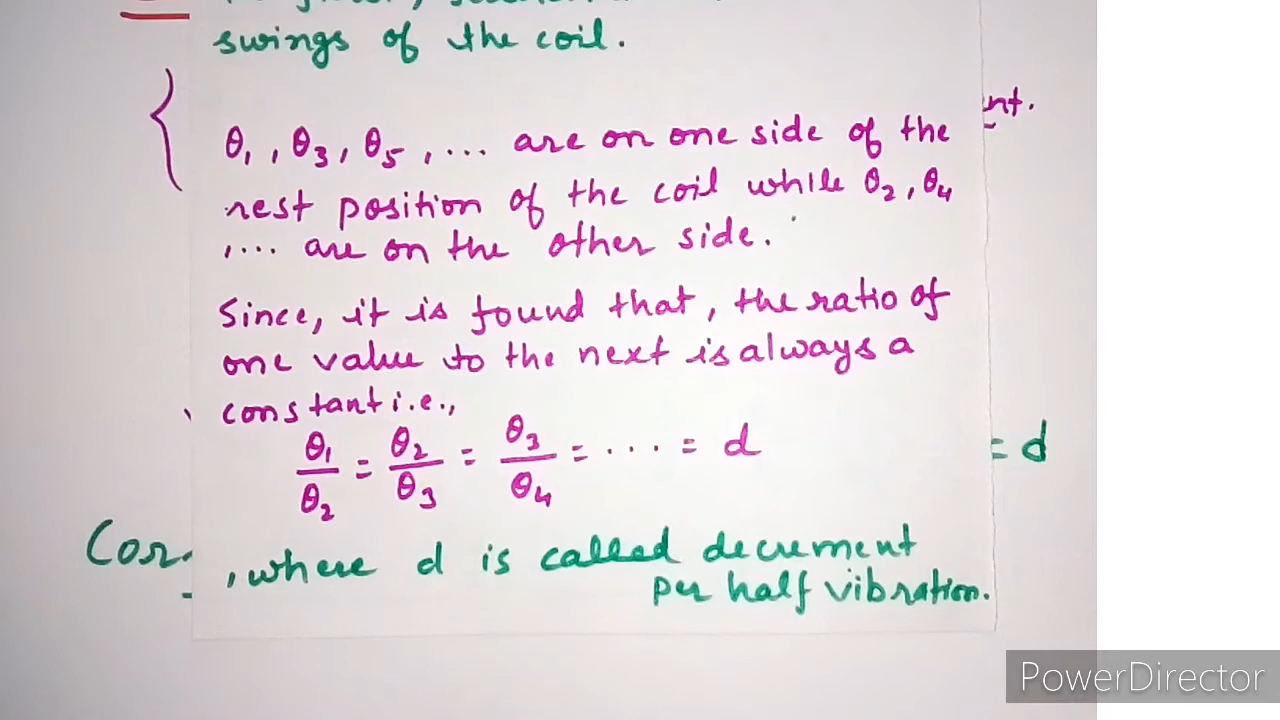 swings of the coil.
nt.
θ₁, θ₃, θ₅, ... are on one side of the
rest position of the coil while θ₂, θ₄
, .... are on the other side.
Since, it is found that, the ratio of
one value to the next is always a
constant i.e.,
θ₁/θ₂ = θ₂/θ₃ = θ₃/θ₄ = ... = d
= d
Cor
, where d is called decrement
per half vibration.
PowerDirector